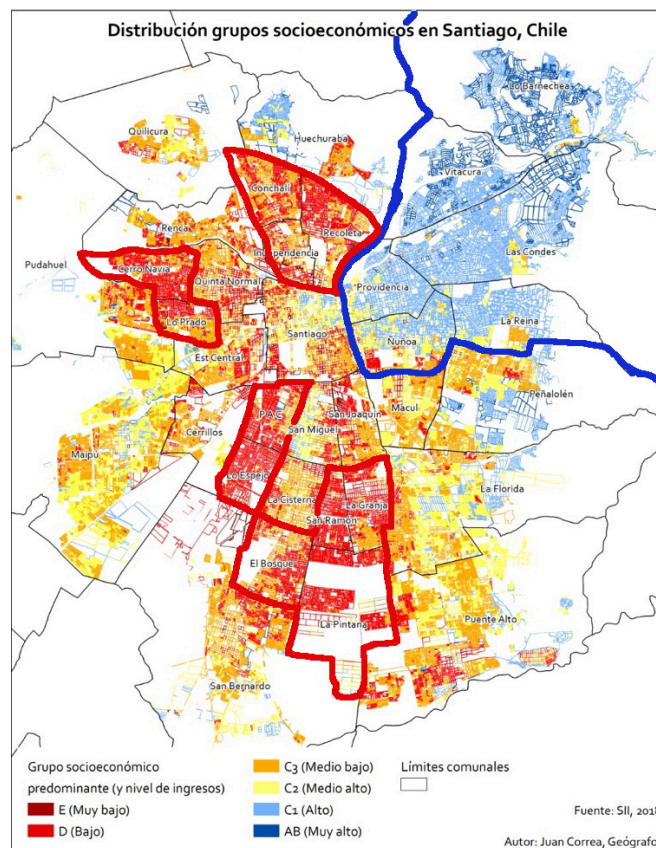 Distribución grupos socioeconómicos en Santiago, Chile
Lo Barnechea
Quilicura
Huechuraba
Vitacura
Conchalí
Recoleta
Renca
Las Condes
Independencia
Pudahuel
Cerro Navia
Quinta Normal
Providencia
Lo Prado
Santiago
La Reina
Ñuñoa
Est Central
Peñalolén
P A C
San Joaquín
Macul
Cerrillos
San Miguel
Maipú
Lo Espejo
La Florida
La Cisterna
La Granja
San Ramón
El Bosque
La Pintana
Puente Alto
San Bernardo
Grupo socioeconómico
predominante (y nivel de ingresos)
E (Muy bajo)
D (Bajo)
C3 (Medio bajo)
C2 (Medio alto)
C1 (Alto)
AB (Muy alto)
Límites comunales
Fuente: SII, 2018
Autor: Juan Correa, Geógrafo